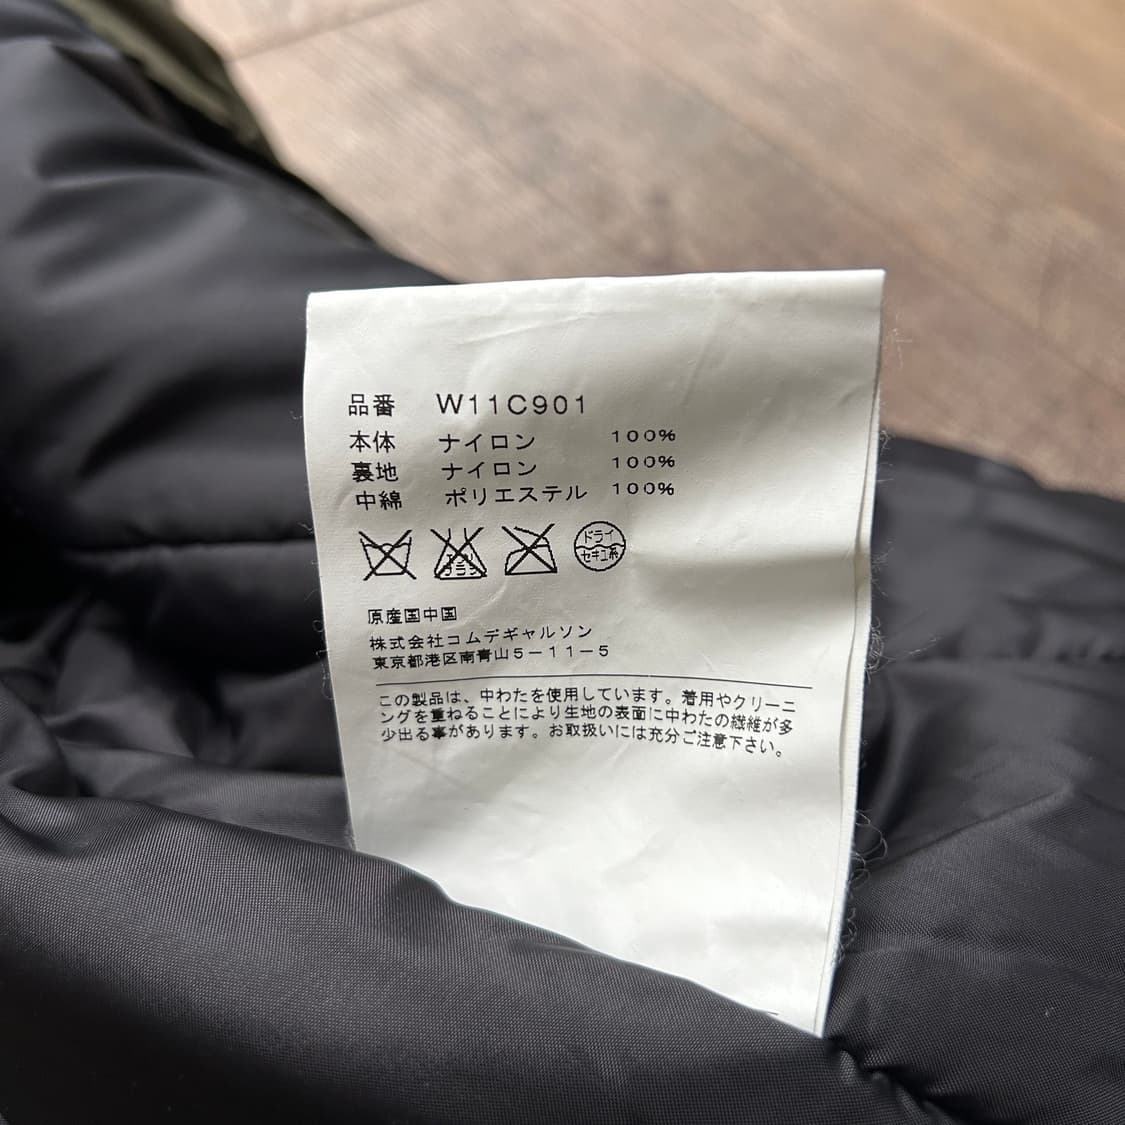 品番 W11C901
本体 ナイロン 100%
裏地 ナイロン 100%
中綿 ポリエステル 100%
ドライ
セキユ系
原産国中国
株式会社コムデギャルソン
東京都港区南青山5-11-5
この製品は、中わたを使用しています。着用やクリーニ
ングを重ねることにより生地の表面に中わたの繊維が多
少出る事があります。お取扱いには充分ご注意下さい。